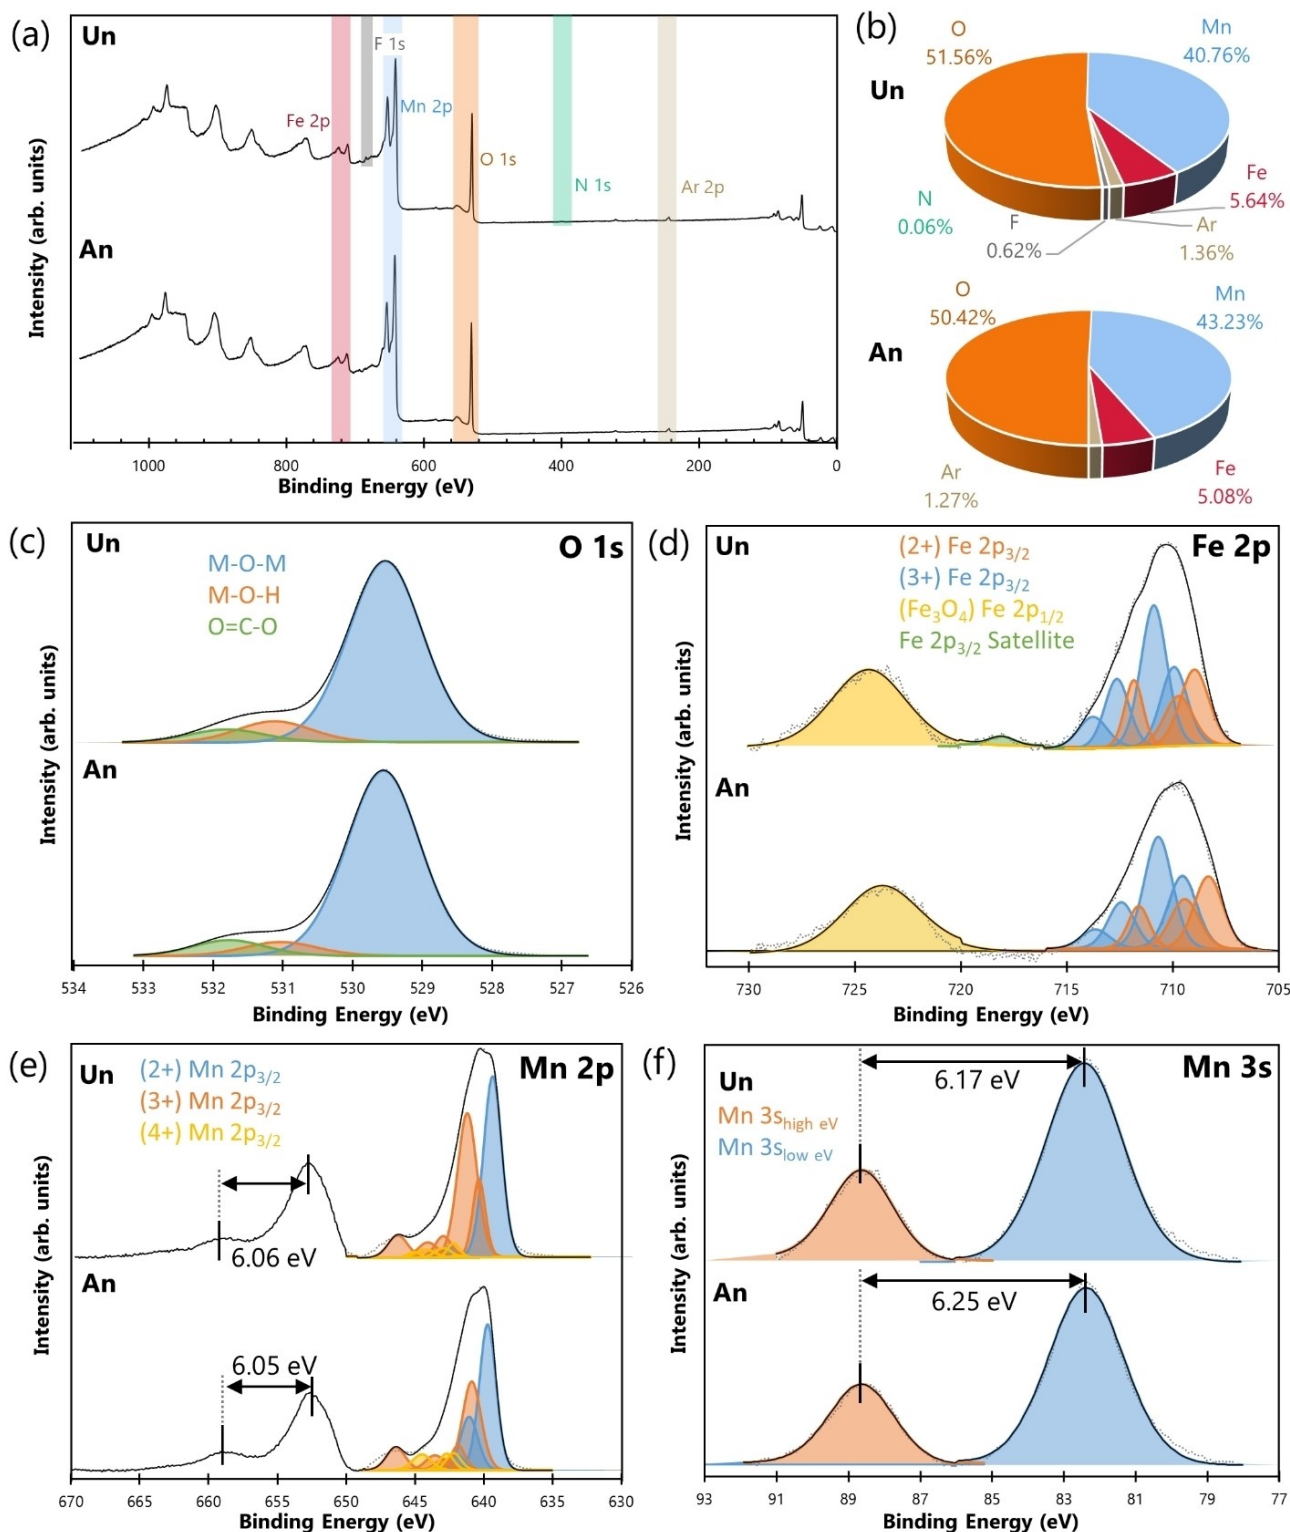 (a)
Un
F 1s
Fe 2p
Mn 2p
O 1s
N 1s
Ar 2p
An
Intensity (arb. units)
1000
800
600
400
200
0
Binding Energy (eV)
(b)
Un
O
51.56%
Mn
40.76%
Fe
5.64%
N
0.06%
F
0.62%
Ar
1.36%
An
O
50.42%
Mn
43.23%
Ar
1.27%
Fe
5.08%
(c)
Un
O 1s
M-O-M
M-O-H
O=C-O
An
Intensity (arb. units)
534
533
532
531
530
529
528
527
526
Binding Energy (eV)
(d)
Un
Fe 2p
(2+) Fe 2p3/2
(3+) Fe 2p3/2
(Fe3O4) Fe 2p1/2
Fe 2p3/2 Satellite
An
Intensity (arb. units)
730
725
720
715
710
705
Binding Energy (eV)
(e)
Un
Mn 2p
(2+) Mn 2p3/2
(3+) Mn 2p3/2
(4+) Mn 2p3/2
6.06 eV
An
6.05 eV
Intensity (arb. units)
670
665
660
655
650
645
640
635
630
Binding Energy (eV)
(f)
Un
Mn 3s
6.17 eV
Mn 3shigh eV
Mn 3slow eV
An
6.25 eV
Intensity (arb. units)
93
91
89
87
85
83
81
79
77
Binding Energy (eV)